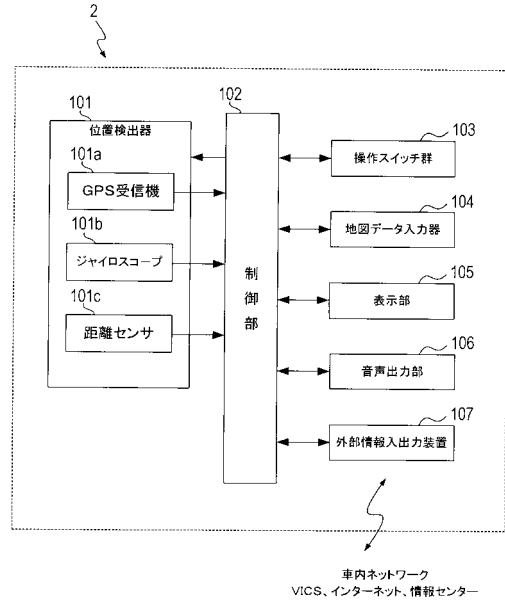 2
101
位置検出器
101a
GPS受信機
101b
ジャイロスコープ
101c
距離センサ
102
制御部
103
操作スイッチ群
104
地図データ入力器
105
表示部
106
音声出力部
107
外部情報入出力装置
車内ネットワーク
VICS、インターネット、情報センター